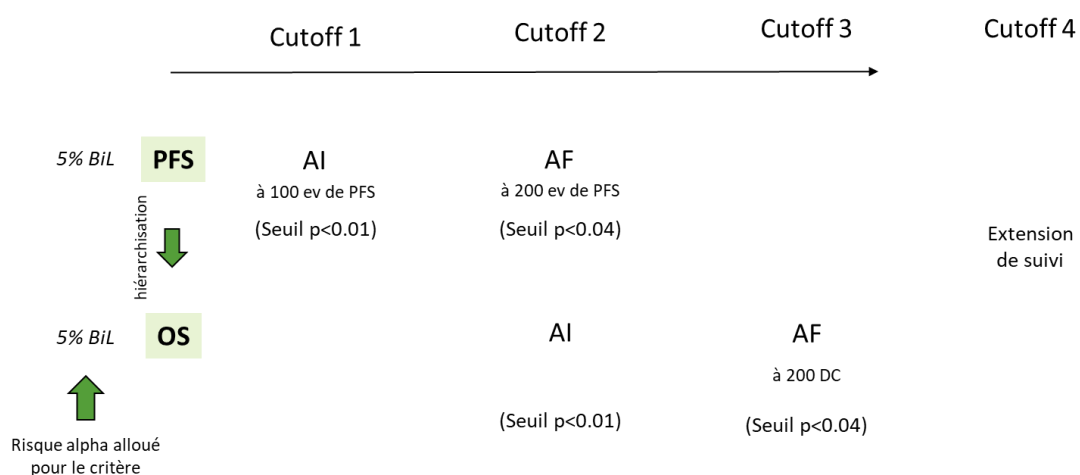 Cutoff 1
Cutoff 2
Cutoff 3
Cutoff 4
5% BiL
PFS
AI
à 100 ev de PFS
(Seuil p<0.01)
AF
à 200 ev de PFS
(Seuil p<0.04)
hiérarchisation
Extension
de suivi
5% BiL
OS
AI
(Seuil p<0.01)
AF
à 200 DC
(Seuil p<0.04)
Risque alpha alloué
pour le critère